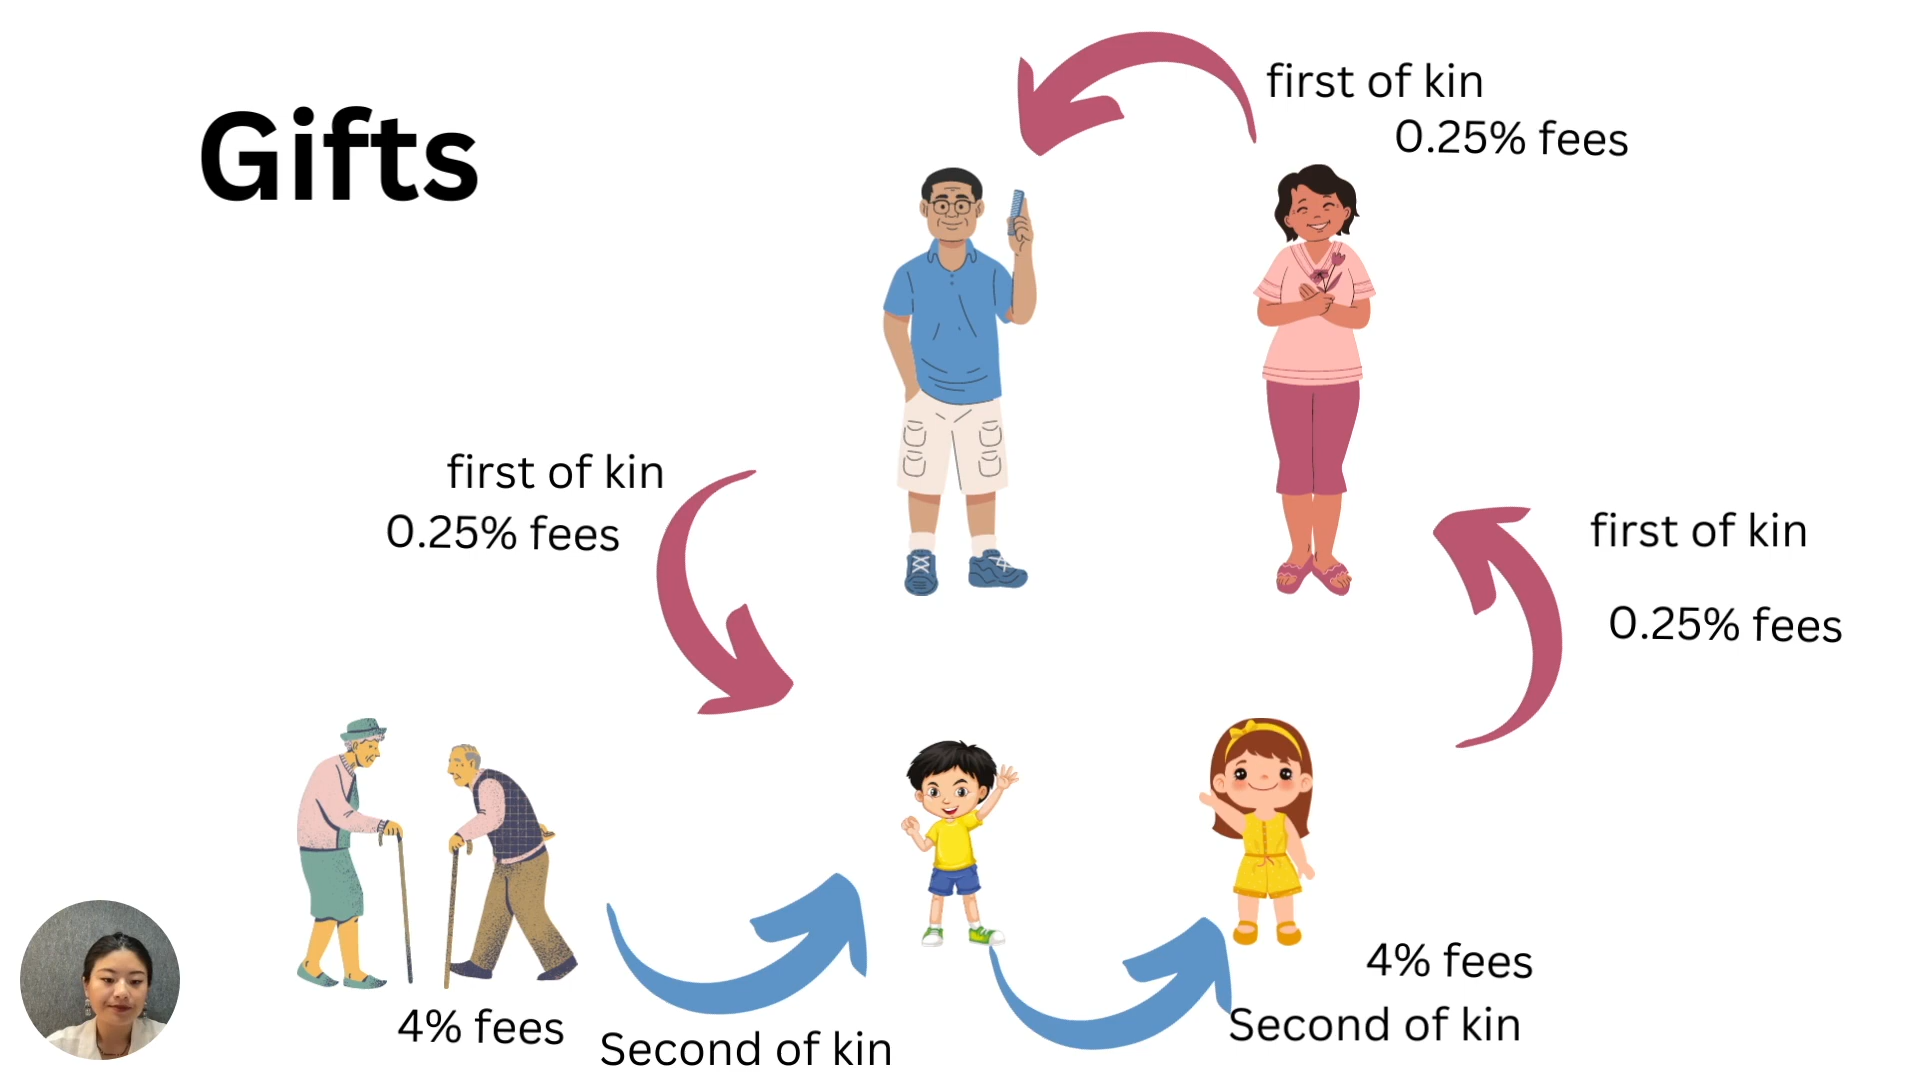 Gifts
first of kin
0.25% fees
first of kin
0.25% fees
first of kin
0.25% fees
4% fees
Second of kin
4% fees
Second of kin